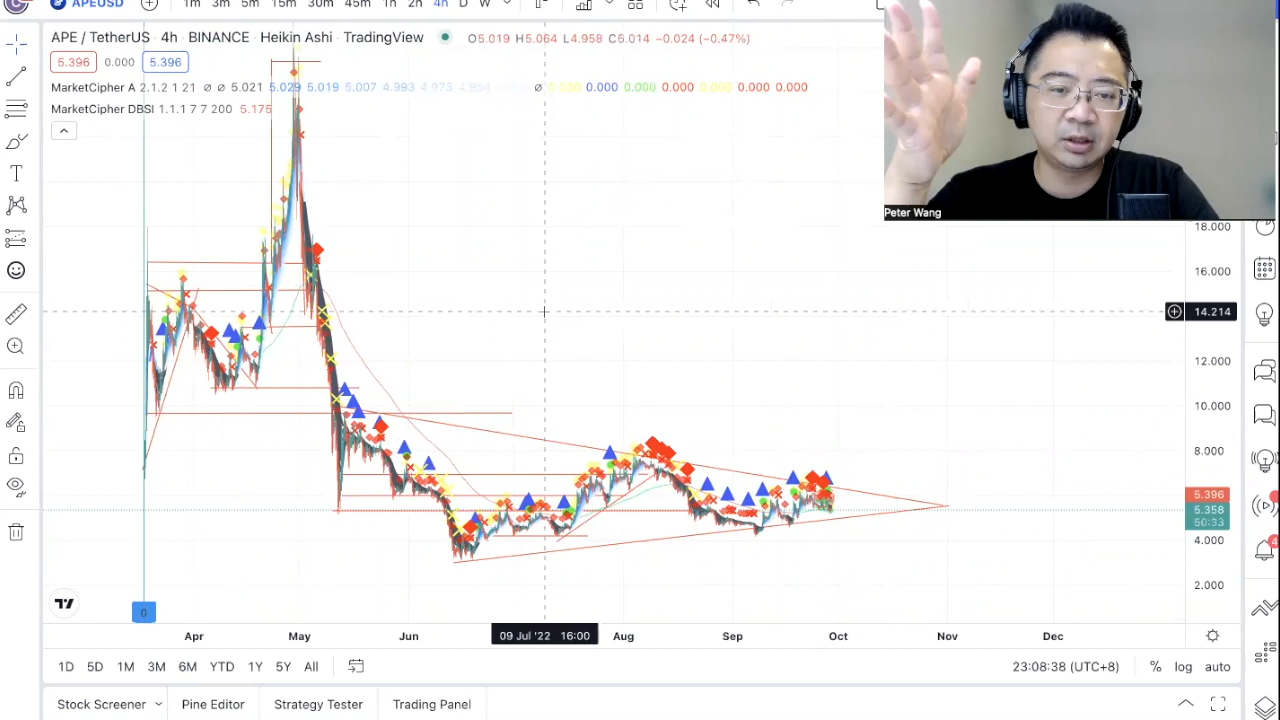 APEUSD 1m 5m 15m 30m 45m 1h 2h 4h D W
APE / TetherUS · 4h · BINANCE · Heikin Ashi · TradingView O5.019 H5.064 L4.958 C5.014 −0.024 (−0.47%)
5.396 0.000 5.396
MarketCipher A 2.1.2 1 21 ∅ ∅ 5.021 5.029 5.019 5.007 4.993 4.973 4.954 ∅ 0.000 0.000 0.000 0.000 0.000 0.000
MarketCipher DBSI 1.1.1 7 7 200 5.175
Peter Wang
18.000
16.000
14.214
12.000
10.000
8.000
5.396
5.358
50:33
4.000
2.000
0
Apr May Jun 09 Jul '22 16:00 Aug Sep Oct Nov Dec
1D 5D 1M 3M 6M YTD 1Y 5Y All 23:08:38 (UTC+8) % log auto
Stock Screener Pine Editor Strategy Tester Trading Panel